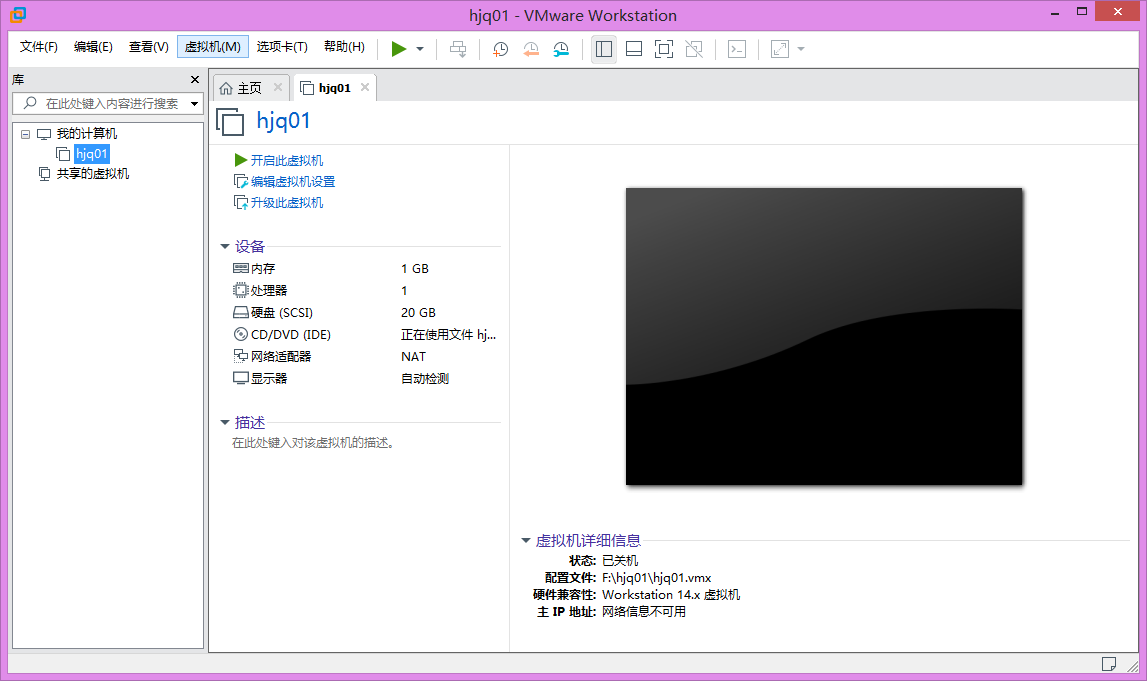 hjq01 - VMware Workstation
文件(F) 编辑(E) 查看(V) 虚拟机(M) 选项卡(T) 帮助(H)
库
在此处键入内容进行搜索
我的计算机
hjq01
共享的虚拟机
主页 hjq01
hjq01
开启此虚拟机
编辑虚拟机设置
升级此虚拟机
设备
内存 1 GB
处理器 1
硬盘 (SCSI) 20 GB
CD/DVD (IDE) 正在使用文件 hj...
网络适配器 NAT
显示器 自动检测
描述
在此处键入对该虚拟机的描述。
虚拟机详细信息
状态: 已关机
配置文件: F:\hjq01\hjq01.vmx
硬件兼容性: Workstation 14.x 虚拟机
主 IP 地址: 网络信息不可用